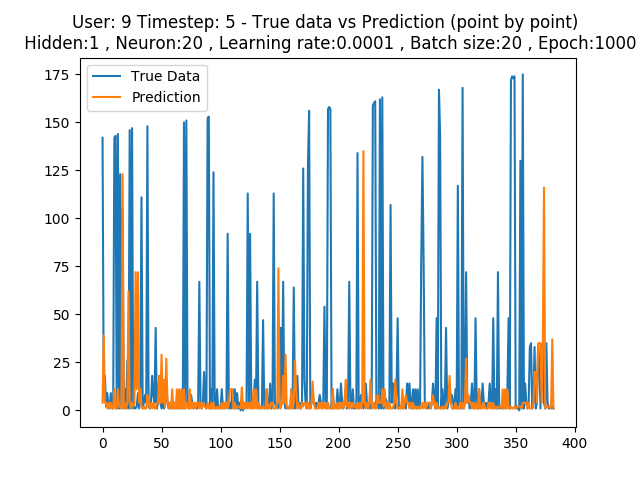 User: 9 Timestep: 5 - True data vs Prediction (point by point)
Hidden:1 , Neuron:20 , Learning rate:0.0001 , Batch size:20 , Epoch:1000
True Data
Prediction
175
150
125
100
75
50
25
0
0 50 100 150 200 250 300 350 400